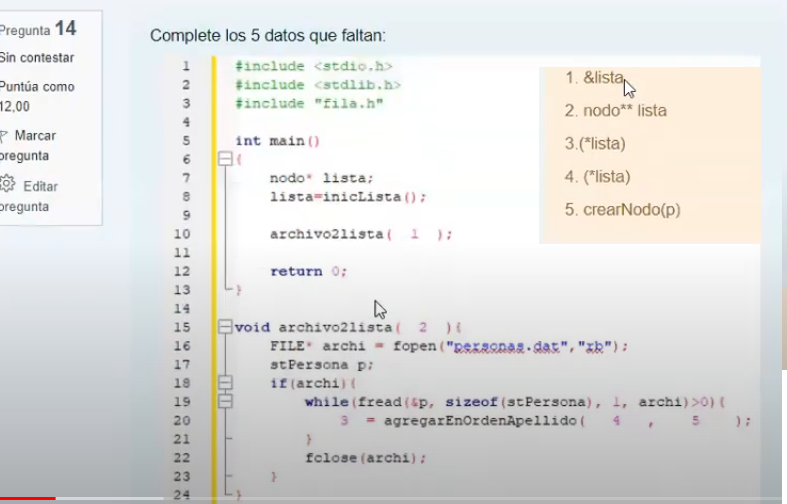 Pregunta 14
Sin contestar
Puntúa como
12,00
Marcar
pregunta
Editar
pregunta
Complete los 5 datos que faltan:
1 #include <stdio.h>
2 #include <stdlib.h>
3 #include "fila.h"
4
5 int main()
6 {
7 nodo* lista;
8 lista=inicLista();
9
10 archivo2lista( 1 );
11
12 return 0;
13 }
14
15 void archivo2lista( 2 ){
16 FILE* archi = fopen("personas.dat","rb");
17 stPersona p;
18 if(archi){
19 while(fread(&p, sizeof(stPersona), 1, archi)>0){
20 3 = agregarEnOrdenApellido( 4 , 5 );
21 }
22 fclose(archi);
23 }
24 }
1. &lista
2. nodo** lista
3.(*lista)
4. (*lista)
5. crearNodo(p)